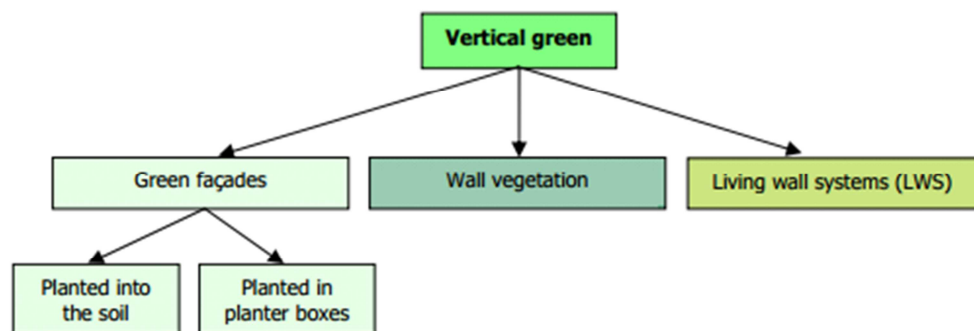 Vertical green
Green façades
Wall vegetation
Living wall systems (LWS)
Planted into
the soil
Planted in
planter boxes